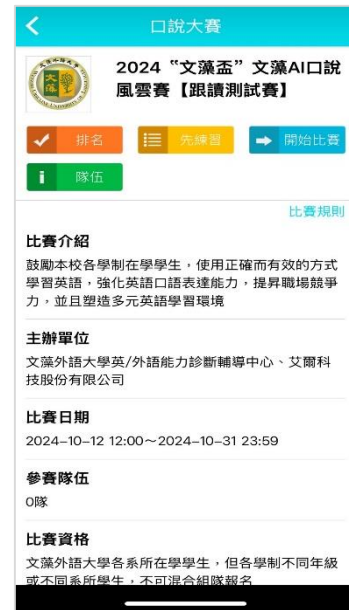 口說大賽
2024 “文藻盃” 文藻AI口說
風雲賽【跟讀測試賽】
排名
先練習
開始比賽
隊伍
比賽規則
比賽介紹
鼓勵本校各學制在學學生，使用正確而有效的方式
學習英語，強化英語口語表達能力，提昇職場競爭
力，並且塑造多元英語學習環境
主辦單位
文藻外語大學英/外語能力診斷輔導中心、艾爾科
技股份有限公司
比賽日期
2024-10-12 12:00~2024-10-31 23:59
參賽隊伍
0隊
比賽資格
文藻外語大學各系所在學學生，但各學制不同年級
或不同系所學生，不可混合組隊報名